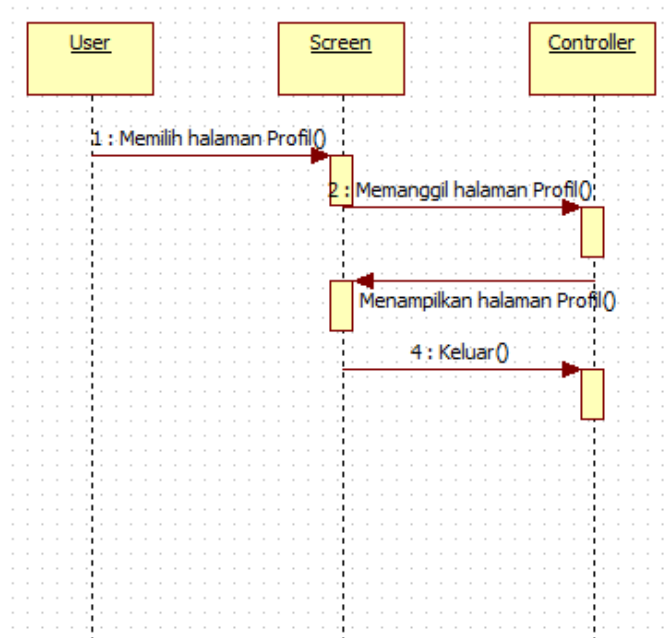 User
Screen
Controller
1 : Memilih halaman Profil()
2 : Memanggil halaman Profil()
Menampilkan halaman Profil()
4 : Keluar()